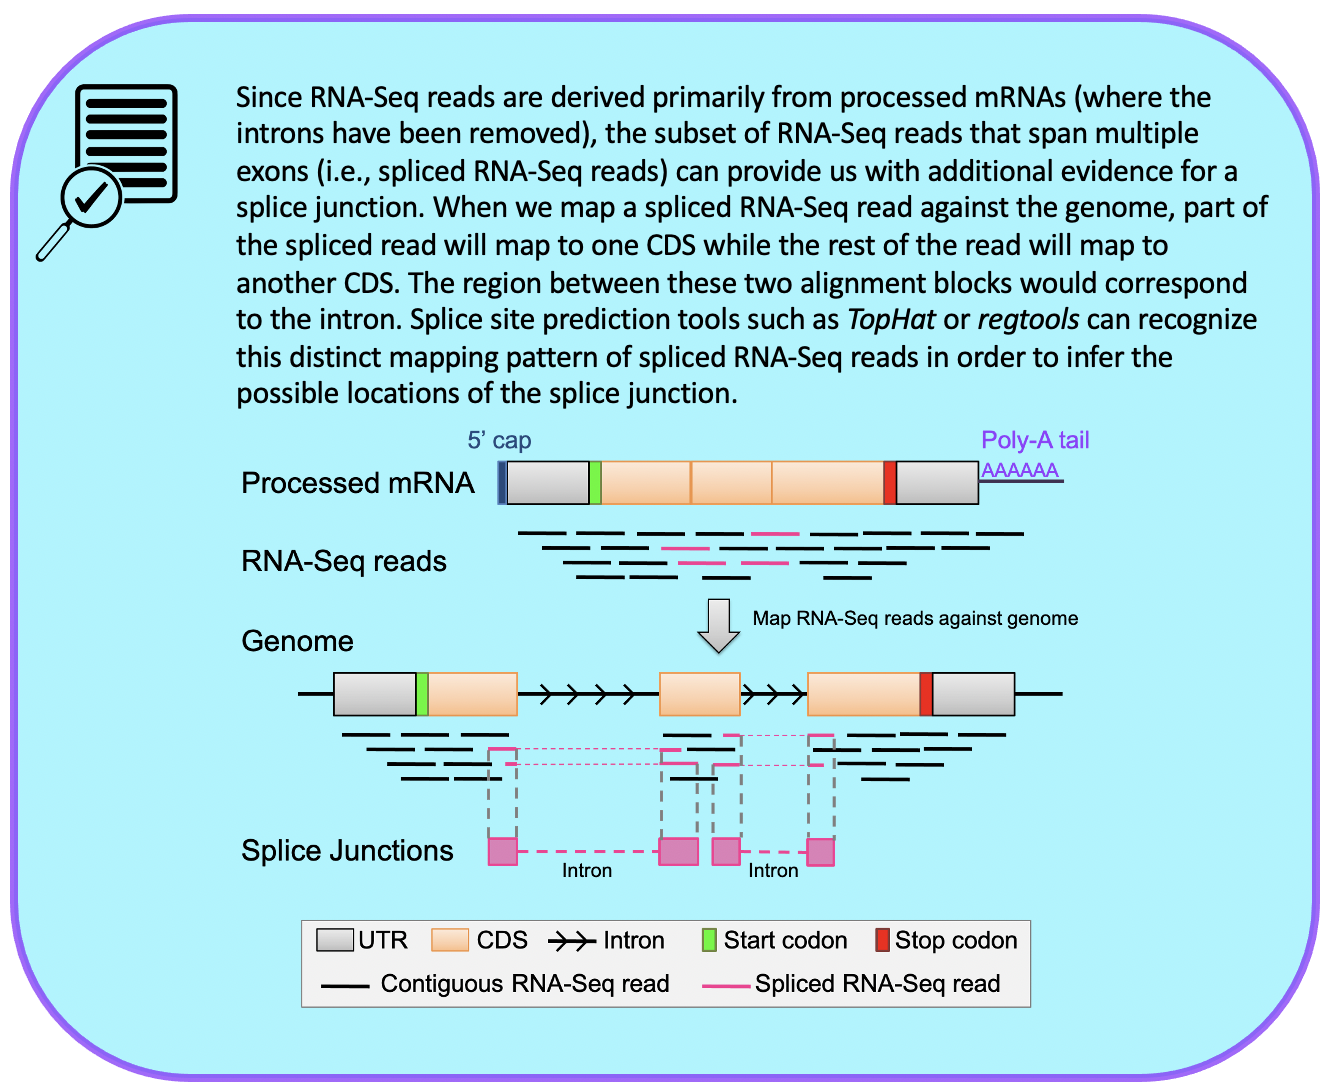 Since RNA-Seq reads are derived primarily from processed mRNAs (where the
introns have been removed), the subset of RNA-Seq reads that span multiple
exons (i.e., spliced RNA-Seq reads) can provide us with additional evidence for a
splice junction. When we map a spliced RNA-Seq read against the genome, part of
the spliced read will map to one CDS while the rest of the read will map to
another CDS. The region between these two alignment blocks would correspond
to the intron. Splice site prediction tools such as TopHat or regtools can recognize
this distinct mapping pattern of spliced RNA-Seq reads in order to infer the
possible locations of the splice junction.
5’ cap
Poly-A tail
Processed mRNA
AAAAAA
RNA-Seq reads
Map RNA-Seq reads against genome
Genome
Splice Junctions
Intron
Intron
UTR
CDS
Intron
Start codon
Stop codon
Contiguous RNA-Seq read
Spliced RNA-Seq read